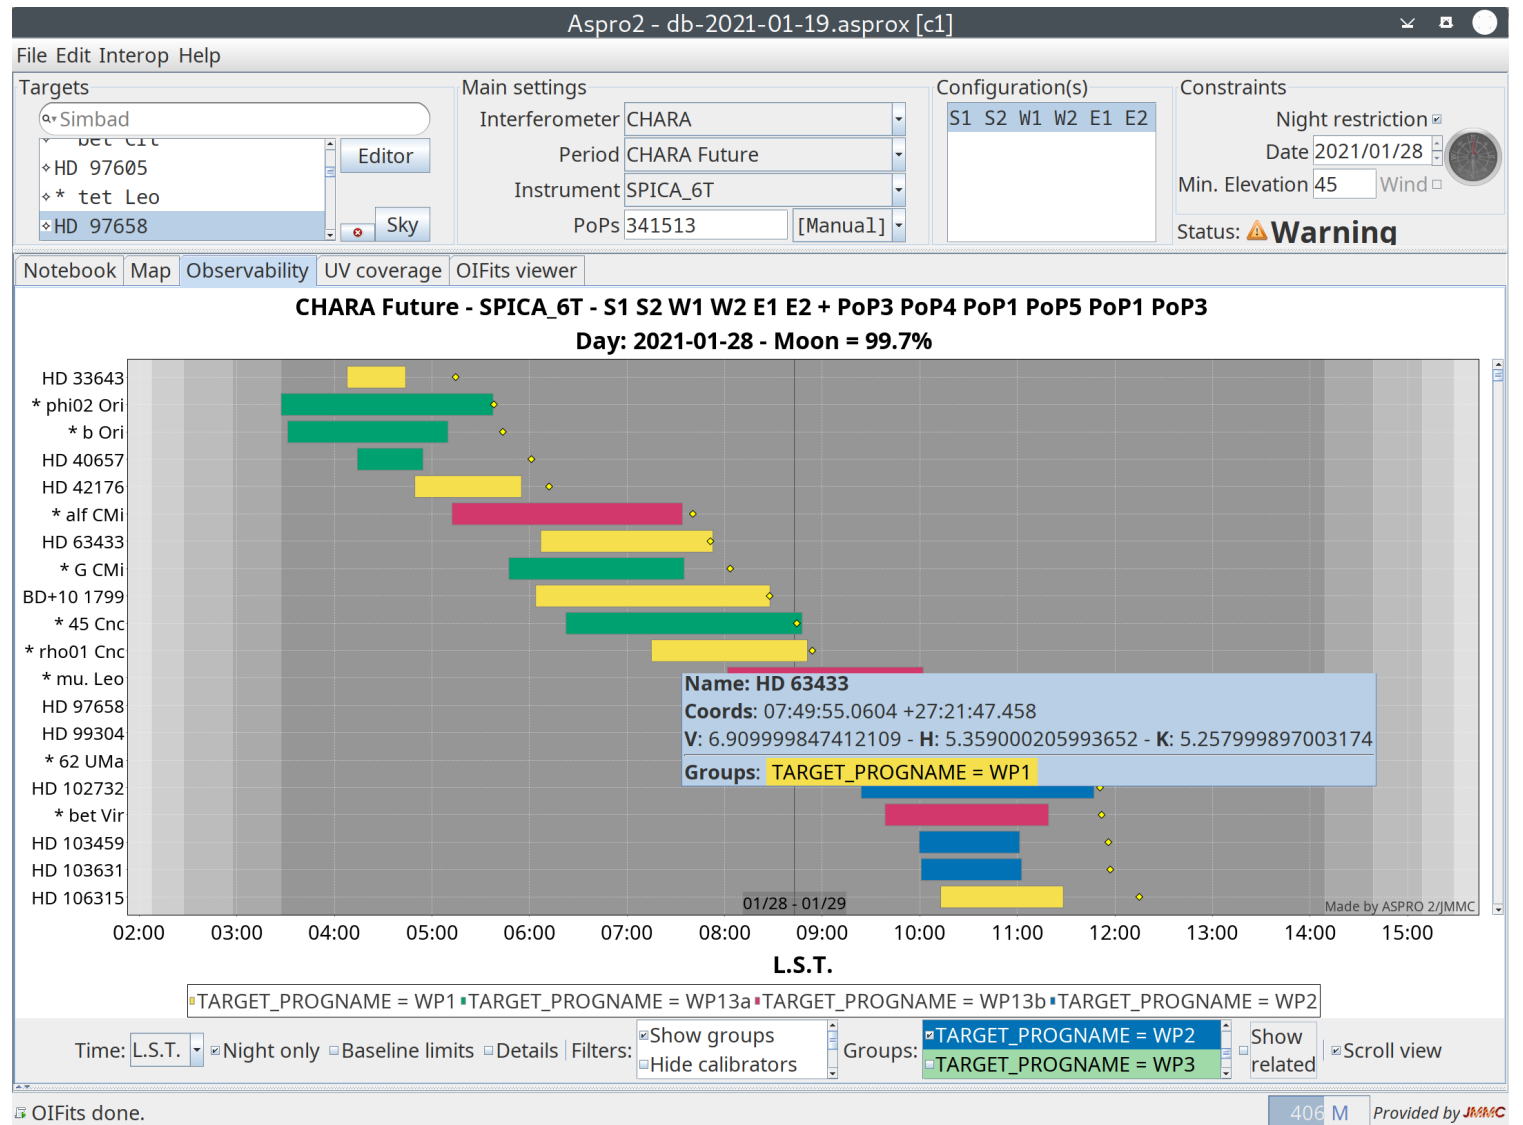 Aspro2 - db-2021-01-19.asprox [c1]
File Edit Interop Help
Targets
Simbad
HD 97605
* tet Leo
HD 97658
Editor
Sky
Main settings
Interferometer CHARA
Period CHARA Future
Instrument SPICA_6T
PoPs 341513 [Manual]
Configuration(s)
S1 S2 W1 W2 E1 E2
Constraints
Night restriction
Date 2021/01/28
Min. Elevation 45 Wind
Status: Warning
Notebook Map Observability UV coverage OIFits viewer
CHARA Future - SPICA_6T - S1 S2 W1 W2 E1 E2 + PoP3 PoP4 PoP1 PoP5 PoP1 PoP3
Day: 2021-01-28 - Moon = 99.7%
HD 33643
* phi02 Ori
* b Ori
HD 40657
HD 42176
* alf CMi
HD 63433
* G CMi
BD+10 1799
* 45 Cnc
* rho01 Cnc
* mu. Leo
HD 97658
HD 99304
* 62 UMa
HD 102732
* bet Vir
HD 103459
HD 103631
HD 106315
Name: HD 63433
Coords: 07:49:55.0604 +27:21:47.458
V: 6.909999847412109 - H: 5.359000205993652 - K: 5.257999897003174
Groups: TARGET_PROGNAME = WP1
01/28 - 01/29
Made by ASPRO 2/JMMC
02:00 03:00 04:00 05:00 06:00 07:00 08:00 09:00 10:00 11:00 12:00 13:00 14:00 15:00
L.S.T.
TARGET_PROGNAME = WP1 TARGET_PROGNAME = WP13a TARGET_PROGNAME = WP13b TARGET_PROGNAME = WP2
Time: L.S.T. Night only Baseline limits Details Filters:
Show groups
Hide calibrators
Groups:
TARGET_PROGNAME = WP2
TARGET_PROGNAME = WP3
Show related
Scroll view
OIFits done.
406 M
Provided by JMMC